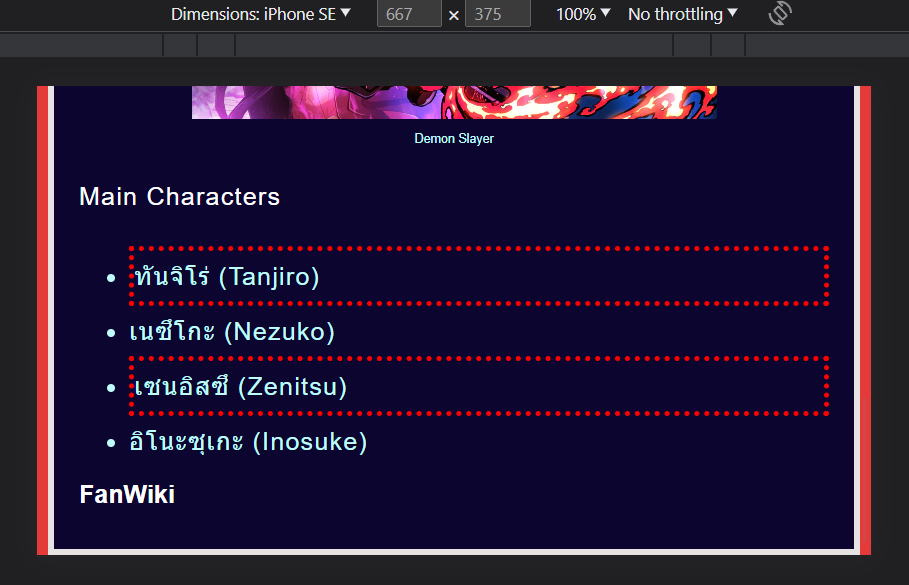 Dimensions: iPhone SE ▼ 667 × 375 100% ▼ No throttling ▼
Demon Slayer
Main Characters
• ทันจิโร่ (Tanjiro)
• เนซึโกะ (Nezuko)
• เซนอิสซึ (Zenitsu)
• อิโนะซุเกะ (Inosuke)
FanWiki